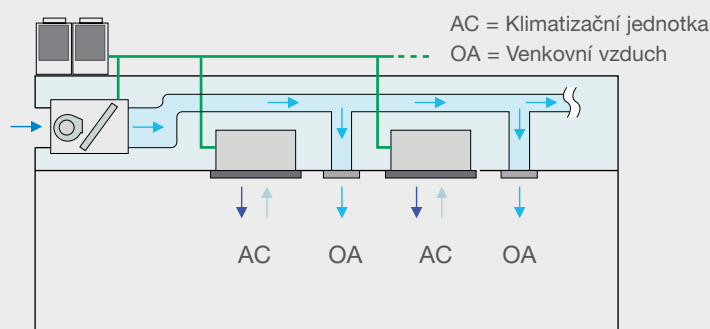 AC = Klimatizační jednotka
OA = Venkovní vzduch
AC OA AC OA